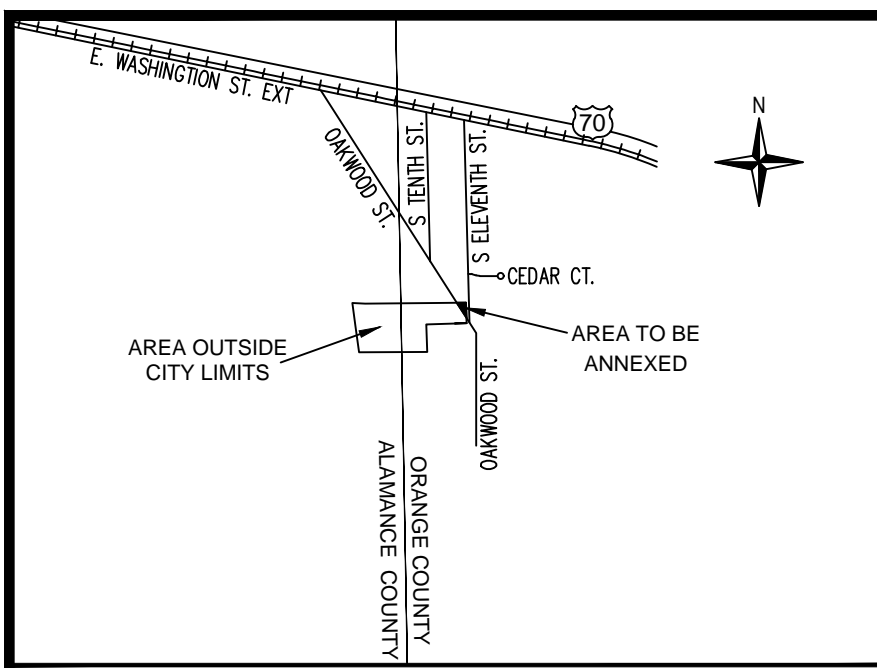 E. WASHINGTION ST. EXT
70
N
OAKWOOD ST.
S TENTH ST.
S ELEVENTH ST.
CEDAR CT.
AREA OUTSIDE
CITY LIMITS
AREA TO BE
ANNEXED
OAKWOOD ST.
ORANGE COUNTY
ALAMANCE COUNTY